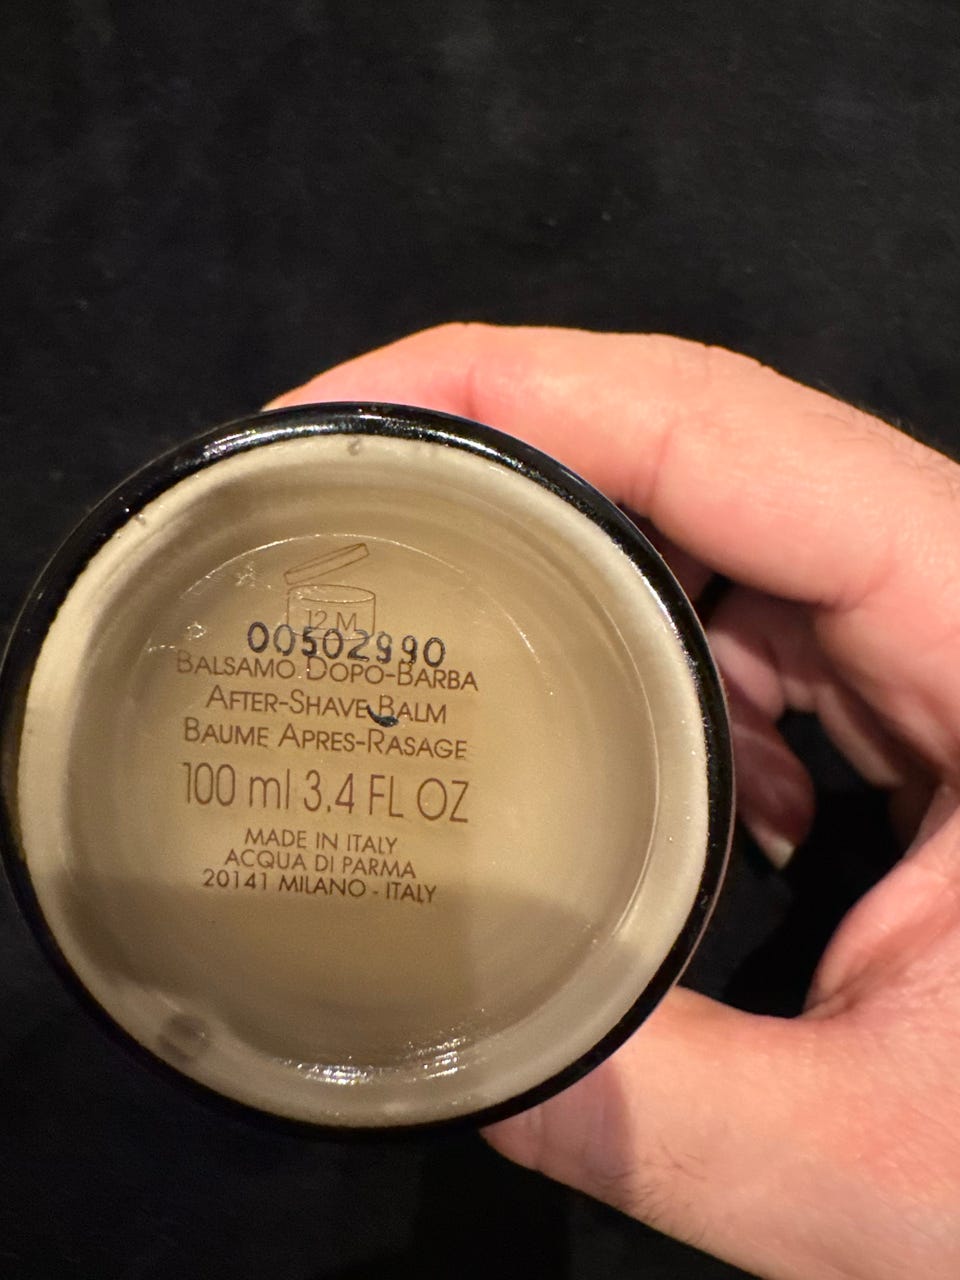 12 M
00502990
BALSAMO DOPO-BARBA
AFTER-SHAVE BALM
BAUME APRES-RASAGE
100 ml 3,4 FL OZ
MADE IN ITALY
ACQUA DI PARMA
20141 MILANO - ITALY